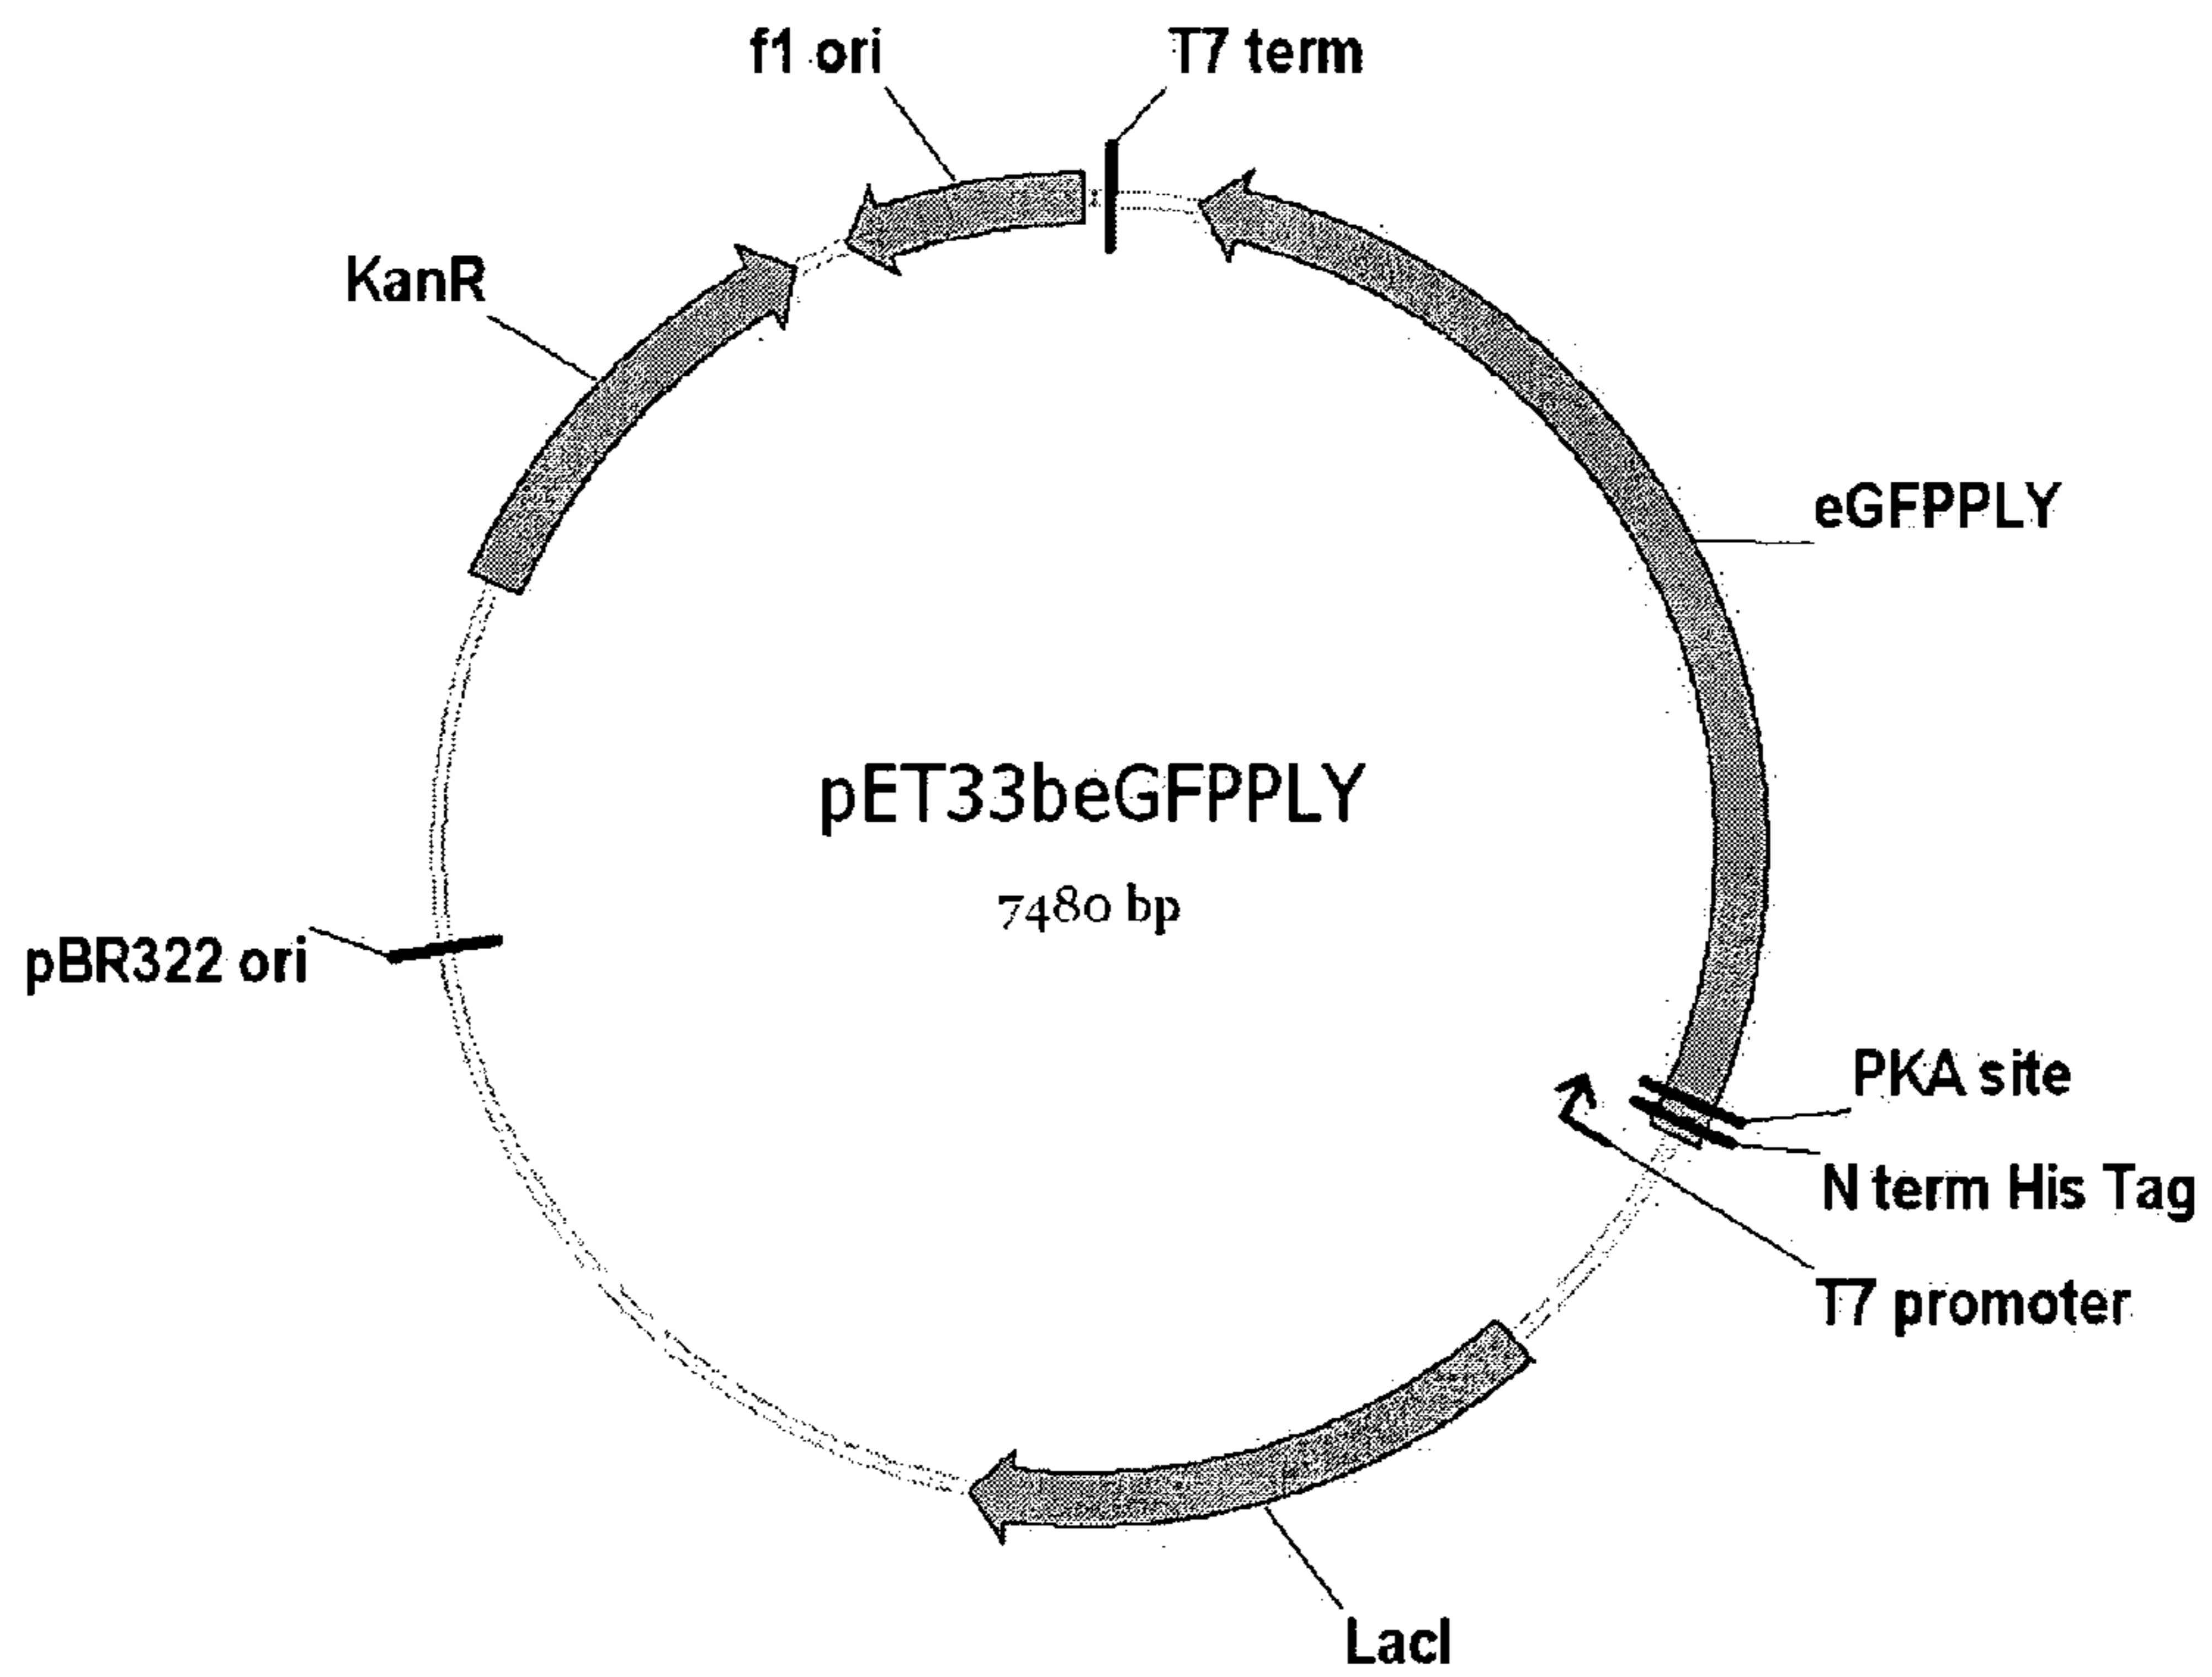 f1 ori
T7 term
KanR
eGFPPLY
pET33beGFPPLY
7480 bp
pBR322 ori
PKA site
N term His Tag
T7 promoter
LacI